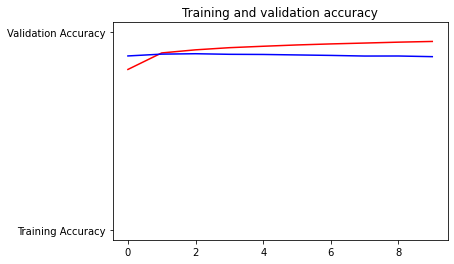 Training and validation accuracy
Validation Accuracy
Training Accuracy
0 2 4 6 8